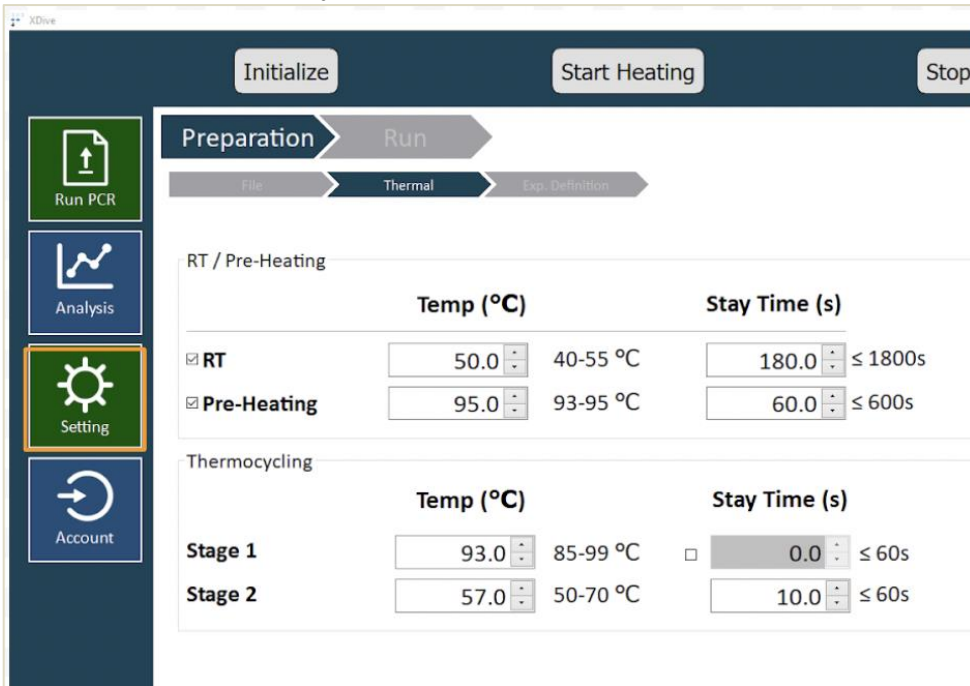 XDive
Initialize Start Heating Stop
Preparation Run
File Thermal Exp. Definition
Run PCR
Analysis
Setting
Account
RT / Pre-Heating
Temp (°C) Stay Time (s)
RT 50.0 40-55 °C 180.0 ≤ 1800s
Pre-Heating 95.0 93-95 °C 60.0 ≤ 600s
Thermocycling
Temp (°C) Stay Time (s)
Stage 1 93.0 85-99 °C 0.0 ≤ 60s
Stage 2 57.0 50-70 °C 10.0 ≤ 60s